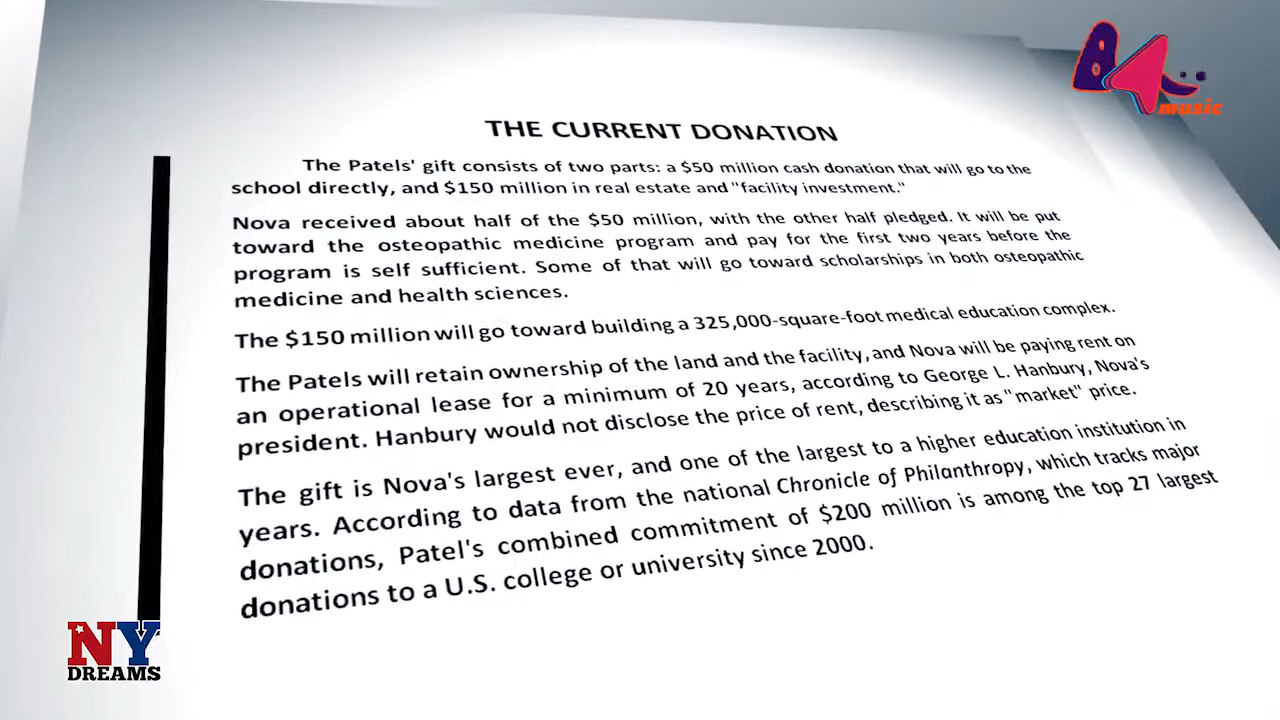 84
music
THE CURRENT DONATION
The Patels' gift consists of two parts: a $50 million cash donation that will go to the
school directly, and $150 million in real estate and "facility investment."
Nova received about half of the $50 million, with the other half pledged. It will be put
toward the osteopathic medicine program and pay for the first two years before the
program is self sufficient. Some of that will go toward scholarships in both osteopathic
medicine and health sciences.
The $150 million will go toward building a 325,000-square-foot medical education complex.
The Patels will retain ownership of the land and the facility, and Nova will be paying rent on
an operational lease for a minimum of 20 years, according to George L. Hanbury, Nova's
president. Hanbury would not disclose the price of rent, describing it as "market" price.
The gift is Nova's largest ever, and one of the largest to a higher education institution in
years. According to data from the national Chronicle of Philanthropy, which tracks major
donations, Patel's combined commitment of $200 million is among the top 27 largest
donations to a U.S. college or university since 2000.
NY
DREAMS